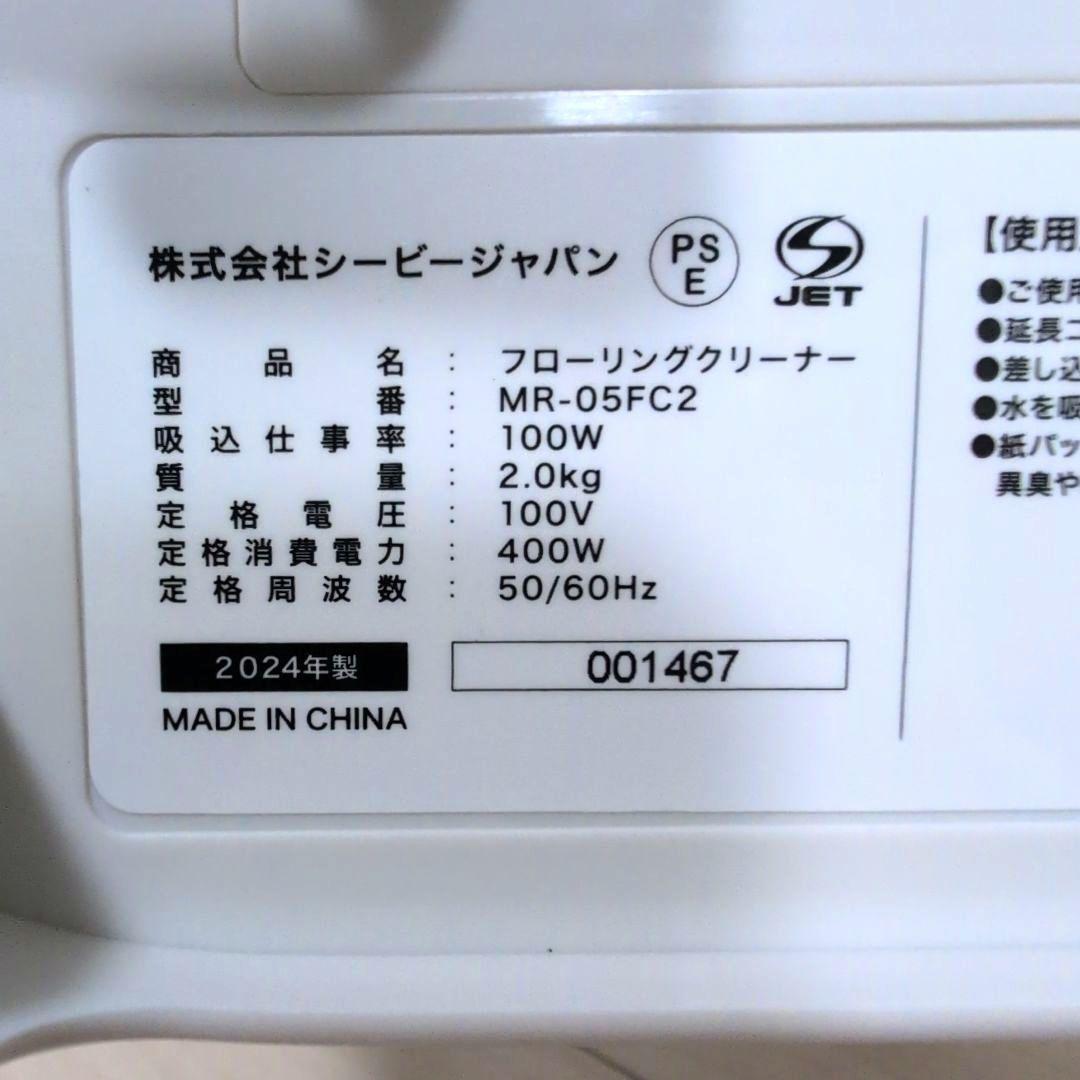 株式会社シービージャパン
PS
E
JET
商品名：フローリングクリーナー
型番：MR-05FC2
吸込仕事率：100W
質量：2.0kg
定格電圧：100V
定格消費電力：400W
定格周波数：50/60Hz
2024年製
001467
MADE IN CHINA
【使用
●ご使用
●延長コ
●差し込
●水を吸
●紙パッ
異臭や